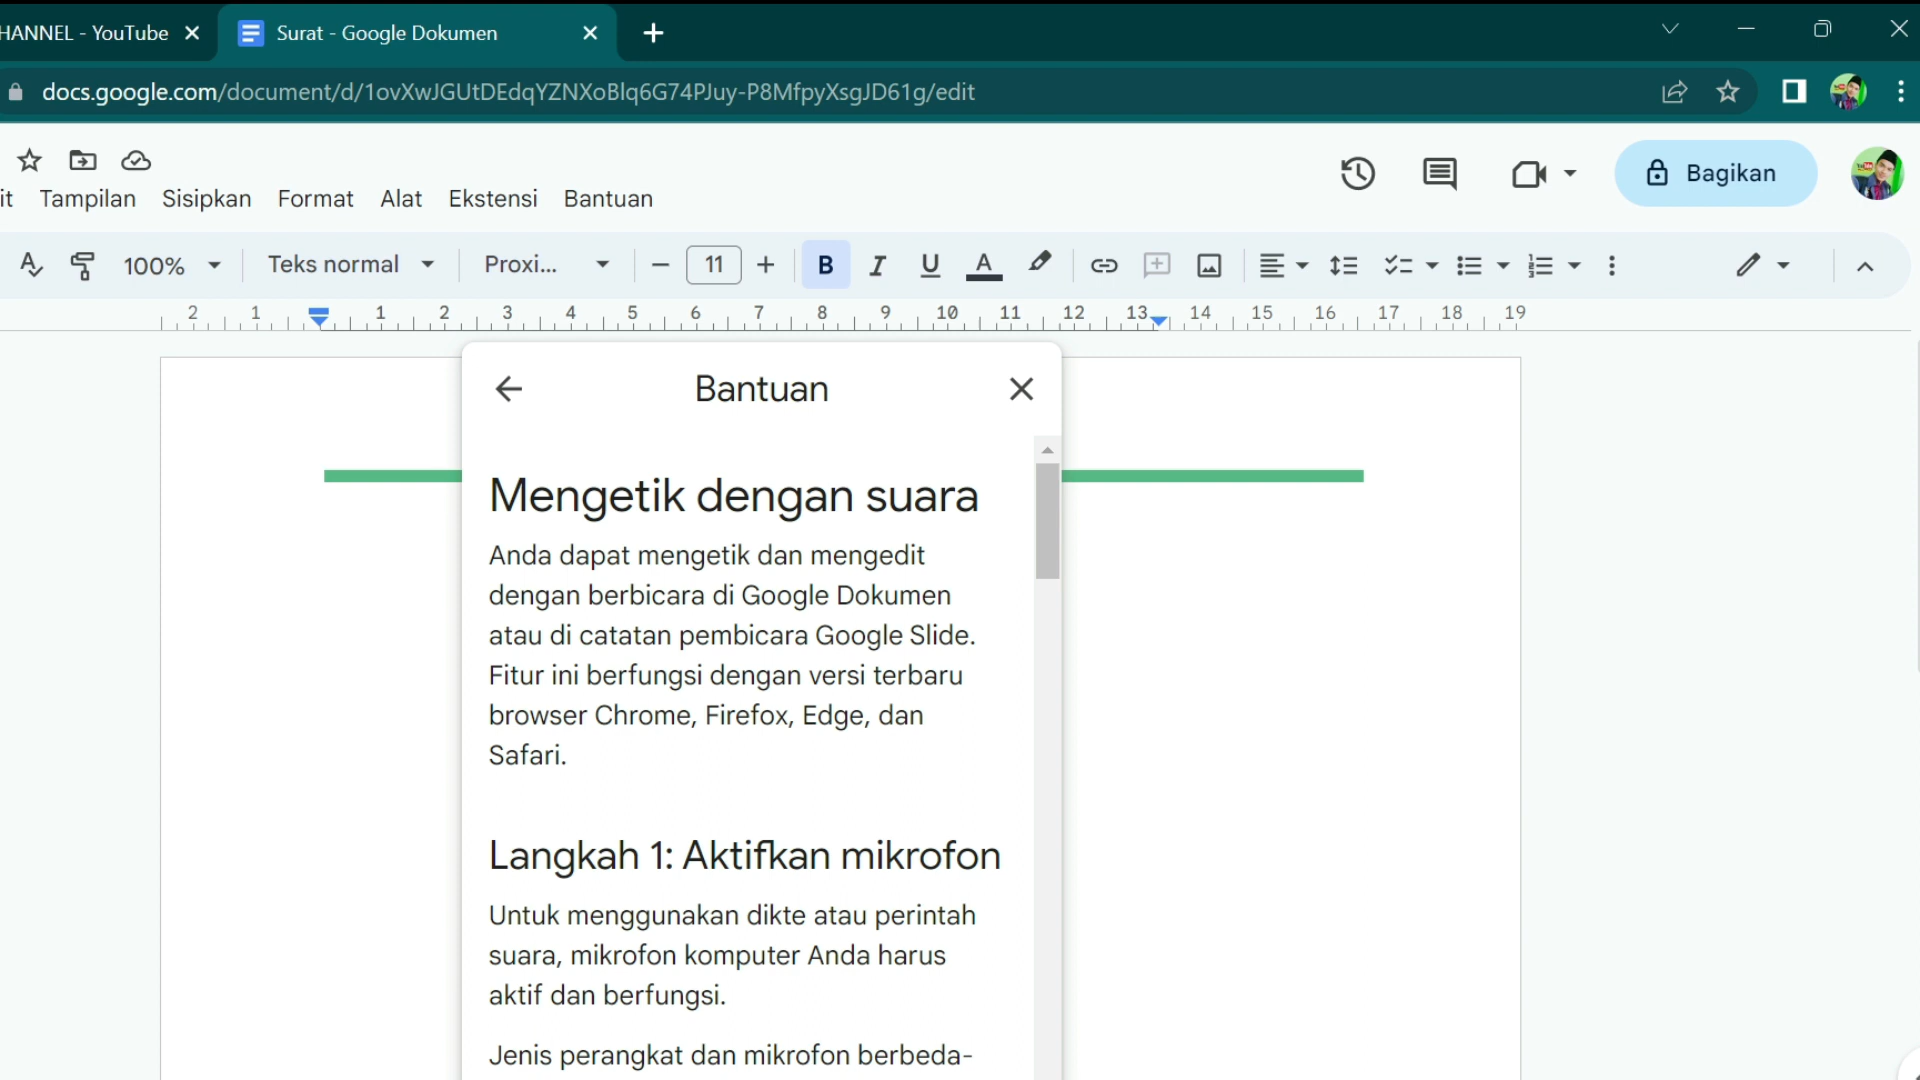 HANNEL - YouTube
Surat - Google Dokumen
docs.google.com/document/d/1ovXwJGUtDEdqYZNXoBlq6G74PJuy-P8MfpyXsgJD61g/edit
it Tampilan Sisipkan Format Alat Ekstensi Bantuan
Bagikan
100% Teks normal Proxi... 11 B I U A
2 1 1 2 3 4 5 6 7 8 9 10 11 12 13 14 15 16 17 18 19
Bantuan
Mengetik dengan suara
Anda dapat mengetik dan mengedit
dengan berbicara di Google Dokumen
atau di catatan pembicara Google Slide.
Fitur ini berfungsi dengan versi terbaru
browser Chrome, Firefox, Edge, dan
Safari.
Langkah 1: Aktifkan mikrofon
Untuk menggunakan dikte atau perintah
suara, mikrofon komputer Anda harus
aktif dan berfungsi.
Jenis perangkat dan mikrofon berbeda-